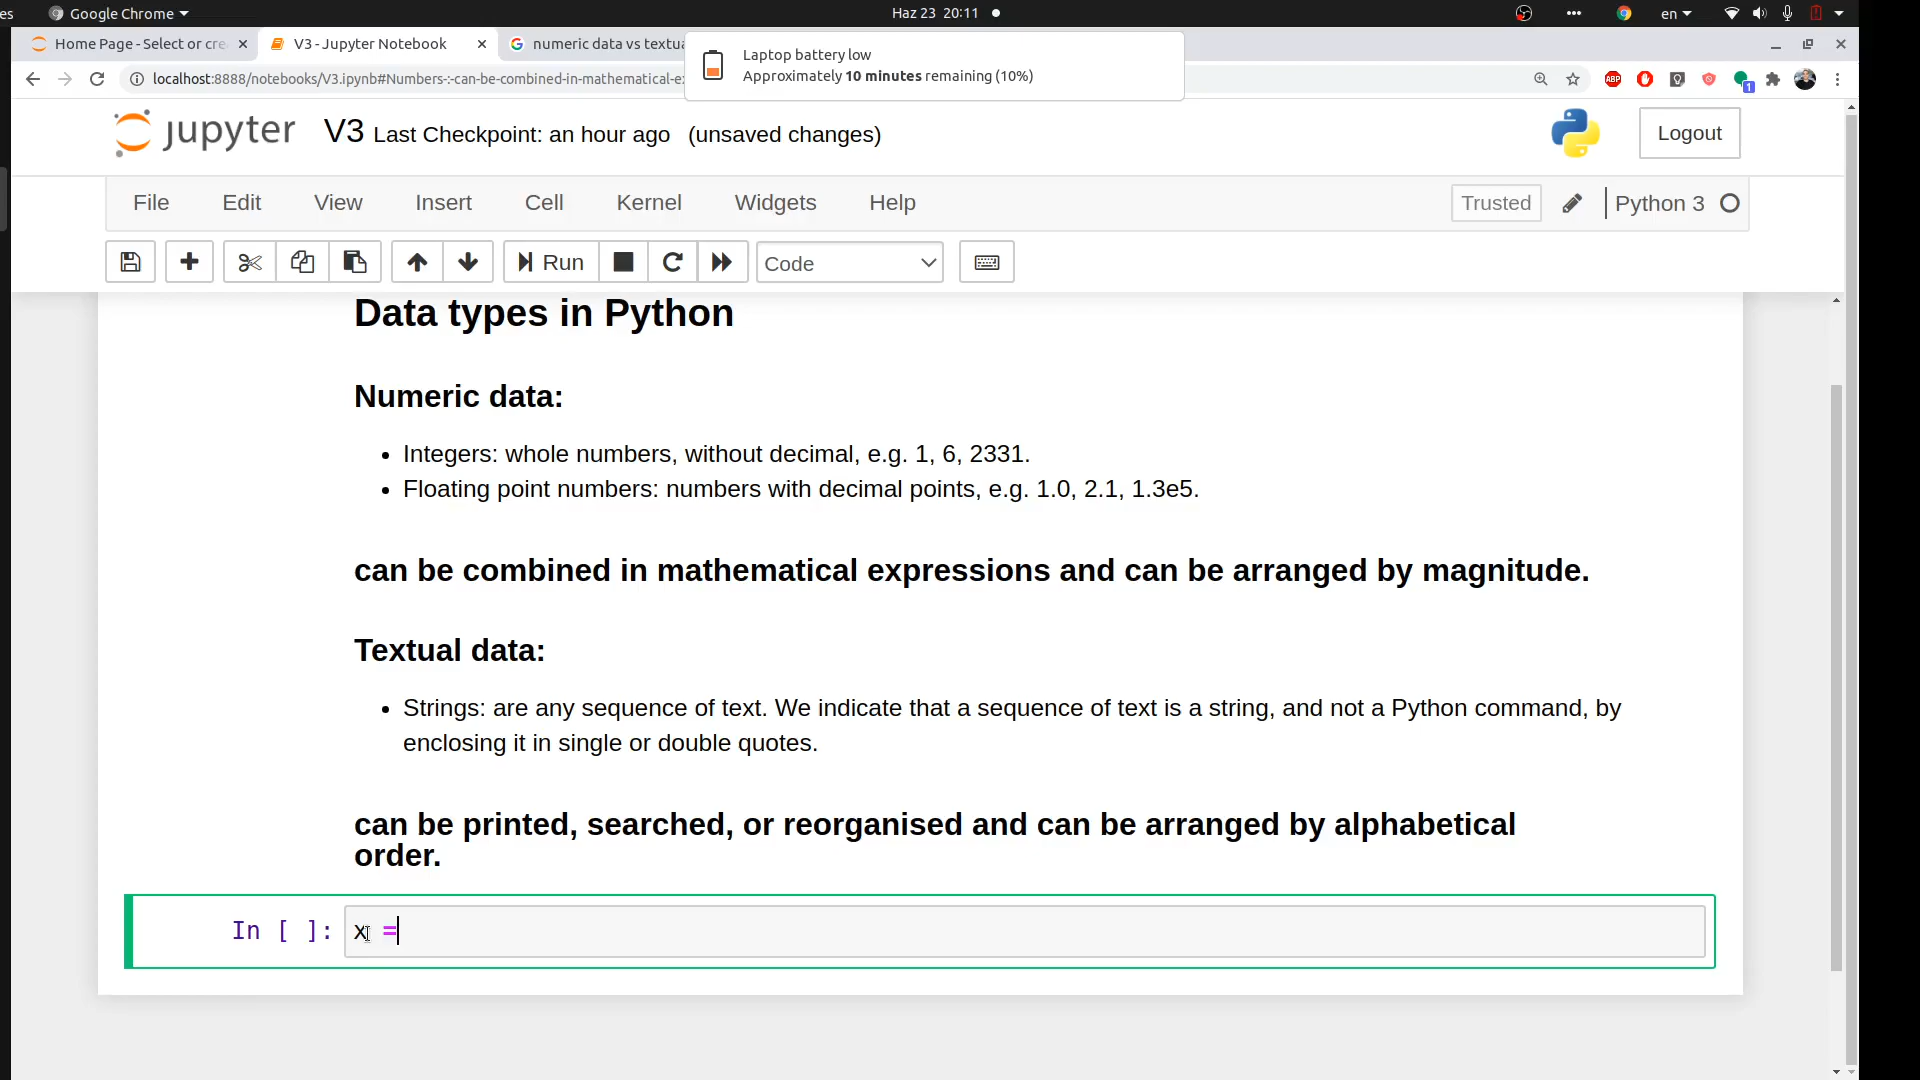 es Google Chrome Haz 23 20:11 en
Home Page - Select or cre V3 - Jupyter Notebook numeric data vs textua
Laptop battery low
Approximately 10 minutes remaining (10%)
localhost:8888/notebooks/V3.ipynb#Numbers-:-can-be-combined-in-mathematical-e ABP 1
jupyter V3 Last Checkpoint: an hour ago (unsaved changes) Logout
File Edit View Insert Cell Kernel Widgets Help Trusted Python 3
Run Code
Data types in Python
Numeric data:
• Integers: whole numbers, without decimal, e.g. 1, 6, 2331.
• Floating point numbers: numbers with decimal points, e.g. 1.0, 2.1, 1.3e5.
can be combined in mathematical expressions and can be arranged by magnitude.
Textual data:
• Strings: are any sequence of text. We indicate that a sequence of text is a string, and not a Python command, by
enclosing it in single or double quotes.
can be printed, searched, or reorganised and can be arranged by alphabetical
order.
In [ ]: x =